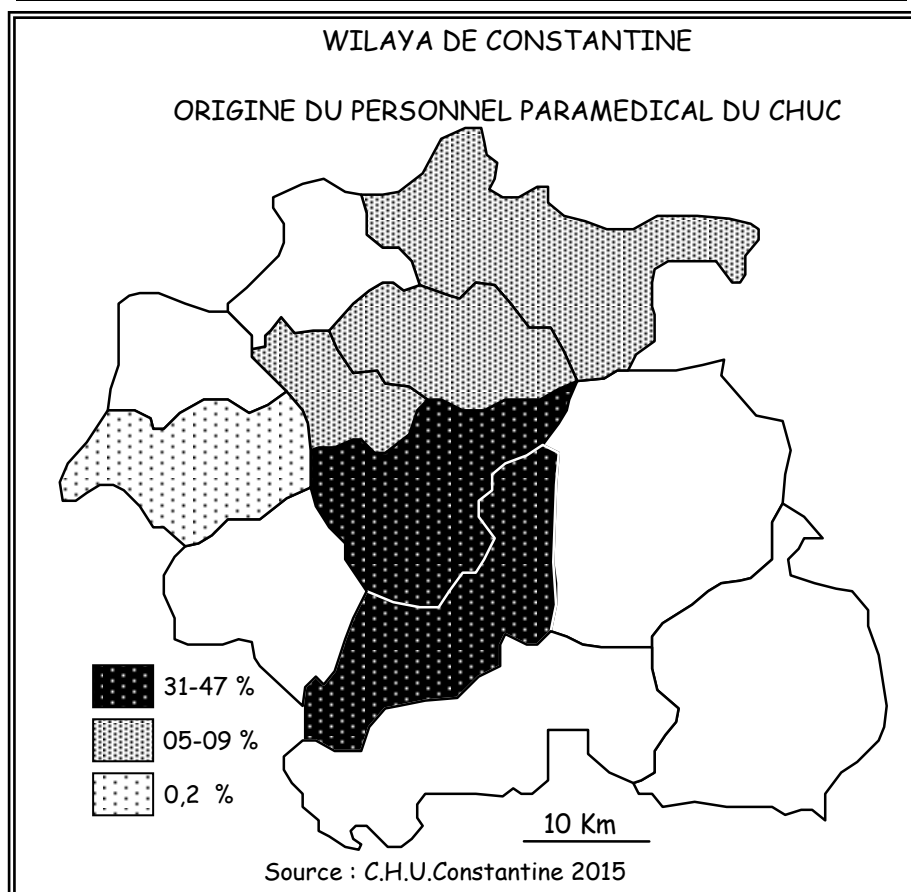 WILAYA DE CONSTANTINE
ORIGINE DU PERSONNEL PARAMEDICAL DU CHUC
31-47 %
05-09 %
0,2 %
10 Km
Source : C.H.U.Constantine 2015